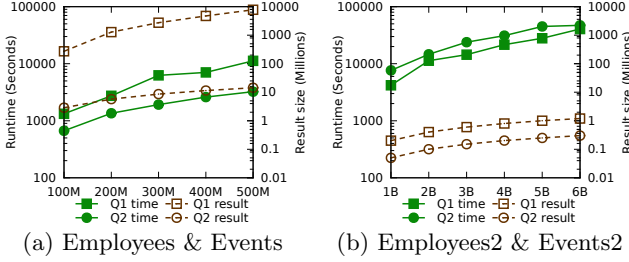 100000
10000
1000
100
Runtime (Seconds)
10000
1000
100
10
1
0.1
0.01
Result size (Millions)
100M 200M 300M 400M 500M
Q1 time Q1 result
Q2 time Q2 result
(a) Employees & Events
100000
10000
1000
100
Runtime (Seconds)
10000
1000
100
10
1
0.1
0.01
Result size (Millions)
1B 2B 3B 4B 5B 6B
Q1 time Q1 result
Q2 time Q2 result
(b) Employees2 & Events2